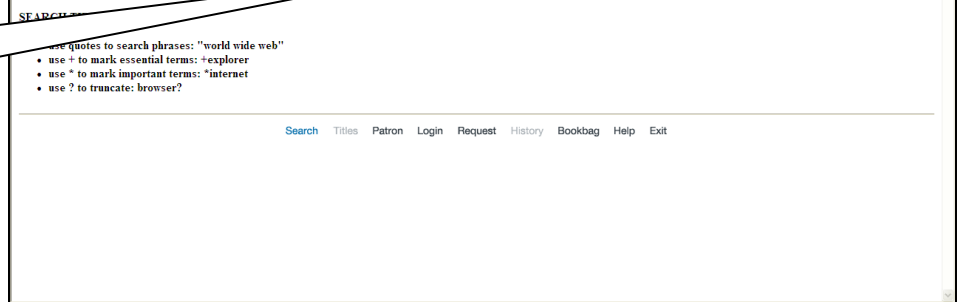 SEARCH
use quotes to search phrases: "world wide web"
use + to mark essential terms: +explorer
use * to mark important terms: *internet
use ? to truncate: browser?
Search Titles Patron Login Request History Bookbag Help Exit